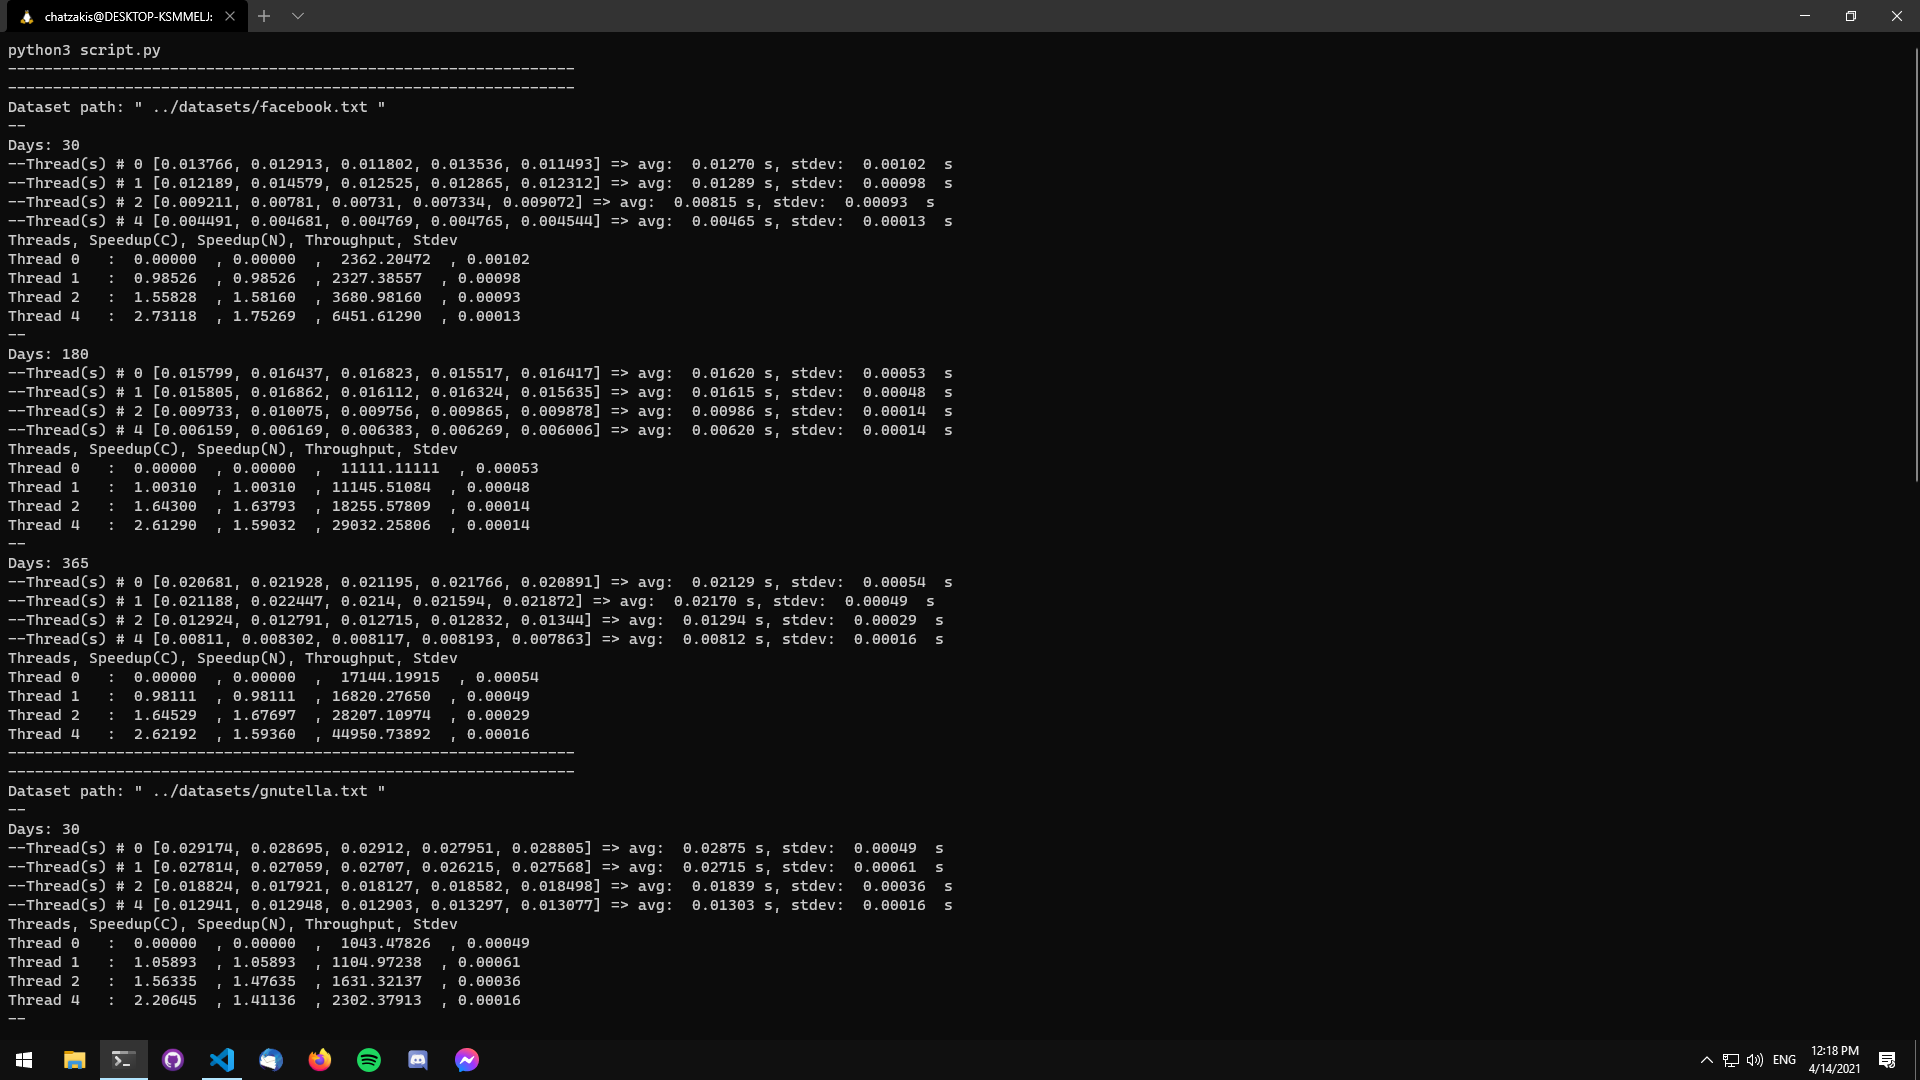 chatzakis@DESKTOP-KSMMELJ:
python3 script.py
---------------------------------------------------------------
---------------------------------------------------------------
Dataset path: " ../datasets/facebook.txt "
--
Days: 30
--Thread(s) # 0 [0.013766, 0.012913, 0.011802, 0.013536, 0.011493] => avg:  0.01270 s, stdev:  0.00102  s
--Thread(s) # 1 [0.012189, 0.014579, 0.012525, 0.012865, 0.012312] => avg:  0.01289 s, stdev:  0.00098  s
--Thread(s) # 2 [0.009211, 0.00781, 0.00731, 0.007334, 0.009072] => avg:  0.00815 s, stdev:  0.00093  s
--Thread(s) # 4 [0.004491, 0.004681, 0.004769, 0.004765, 0.004544] => avg:  0.00465 s, stdev:  0.00013  s
Threads, Speedup(C), Speedup(N), Throughput, Stdev
Thread 0   :  0.00000  , 0.00000  ,  2362.20472  , 0.00102
Thread 1   :  0.98526  , 0.98526  , 2327.38557  , 0.00098
Thread 2   :  1.55828  , 1.58160  , 3680.98160  , 0.00093
Thread 4   :  2.73118  , 1.75269  , 6451.61290  , 0.00013
--
Days: 180
--Thread(s) # 0 [0.015799, 0.016437, 0.016823, 0.015517, 0.016417] => avg:  0.01620 s, stdev:  0.00053  s
--Thread(s) # 1 [0.015805, 0.016862, 0.016112, 0.016324, 0.015635] => avg:  0.01615 s, stdev:  0.00048  s
--Thread(s) # 2 [0.009733, 0.010075, 0.009756, 0.009865, 0.009878] => avg:  0.00986 s, stdev:  0.00014  s
--Thread(s) # 4 [0.006159, 0.006169, 0.006383, 0.006269, 0.006006] => avg:  0.00620 s, stdev:  0.00014  s
Threads, Speedup(C), Speedup(N), Throughput, Stdev
Thread 0   :  0.00000  , 0.00000  ,  11111.11111  , 0.00053
Thread 1   :  1.00310  , 1.00310  , 11145.51084  , 0.00048
Thread 2   :  1.64300  , 1.63793  , 18255.57809  , 0.00014
Thread 4   :  2.61290  , 1.59032  , 29032.25806  , 0.00014
--
Days: 365
--Thread(s) # 0 [0.020681, 0.021928, 0.021195, 0.021766, 0.020891] => avg:  0.02129 s, stdev:  0.00054  s
--Thread(s) # 1 [0.021188, 0.022447, 0.0214, 0.021594, 0.021872] => avg:  0.02170 s, stdev:  0.00049  s
--Thread(s) # 2 [0.012924, 0.012791, 0.012715, 0.012832, 0.01344] => avg:  0.01294 s, stdev:  0.00029  s
--Thread(s) # 4 [0.00811, 0.008302, 0.008117, 0.008193, 0.007863] => avg:  0.00812 s, stdev:  0.00016  s
Threads, Speedup(C), Speedup(N), Throughput, Stdev
Thread 0   :  0.00000  , 0.00000  ,  17144.19915  , 0.00054
Thread 1   :  0.98111  , 0.98111  , 16820.27650  , 0.00049
Thread 2   :  1.64529  , 1.67697  , 28207.10974  , 0.00029
Thread 4   :  2.62192  , 1.59360  , 44950.73892  , 0.00016
---------------------------------------------------------------
---------------------------------------------------------------
Dataset path: " ../datasets/gnutella.txt "
--
Days: 30
--Thread(s) # 0 [0.029174, 0.028695, 0.02912, 0.027951, 0.028805] => avg:  0.02875 s, stdev:  0.00049  s
--Thread(s) # 1 [0.027814, 0.027059, 0.02707, 0.026215, 0.027568] => avg:  0.02715 s, stdev:  0.00061  s
--Thread(s) # 2 [0.018824, 0.017921, 0.018127, 0.018582, 0.018498] => avg:  0.01839 s, stdev:  0.00036  s
--Thread(s) # 4 [0.012941, 0.012948, 0.012903, 0.013297, 0.013077] => avg:  0.01303 s, stdev:  0.00016  s
Threads, Speedup(C), Speedup(N), Throughput, Stdev
Thread 0   :  0.00000  , 0.00000  ,  1043.47826  , 0.00049
Thread 1   :  1.05893  , 1.05893  , 1104.97238  , 0.00061
Thread 2   :  1.56335  , 1.47635  , 1631.32137  , 0.00036
Thread 4   :  2.20645  , 1.41136  , 2302.37913  , 0.00016
--
ENG
12:18 PM
4/14/2021